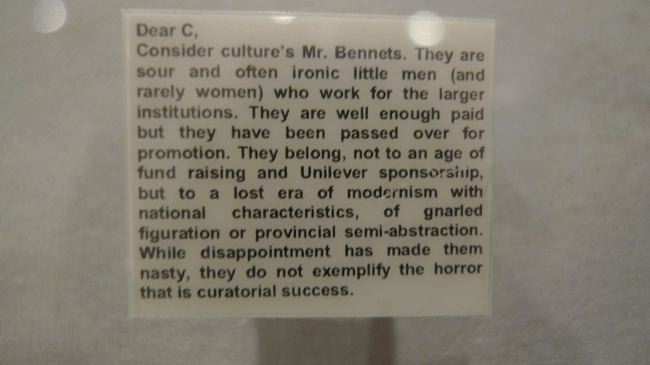 Dear C,
Consider culture's Mr. Bennets. They are
sour and often ironic little men (and
rarely women) who work for the larger
institutions. They are well enough paid
but they have been passed over for
promotion. They belong, not to an age of
fund raising and Unilever sponsorship,
but to a lost era of modernism with
national characteristics, of gnarled
figuration or provincial semi-abstraction.
While disappointment has made them
nasty, they do not exemplify the horror
that is curatorial success.